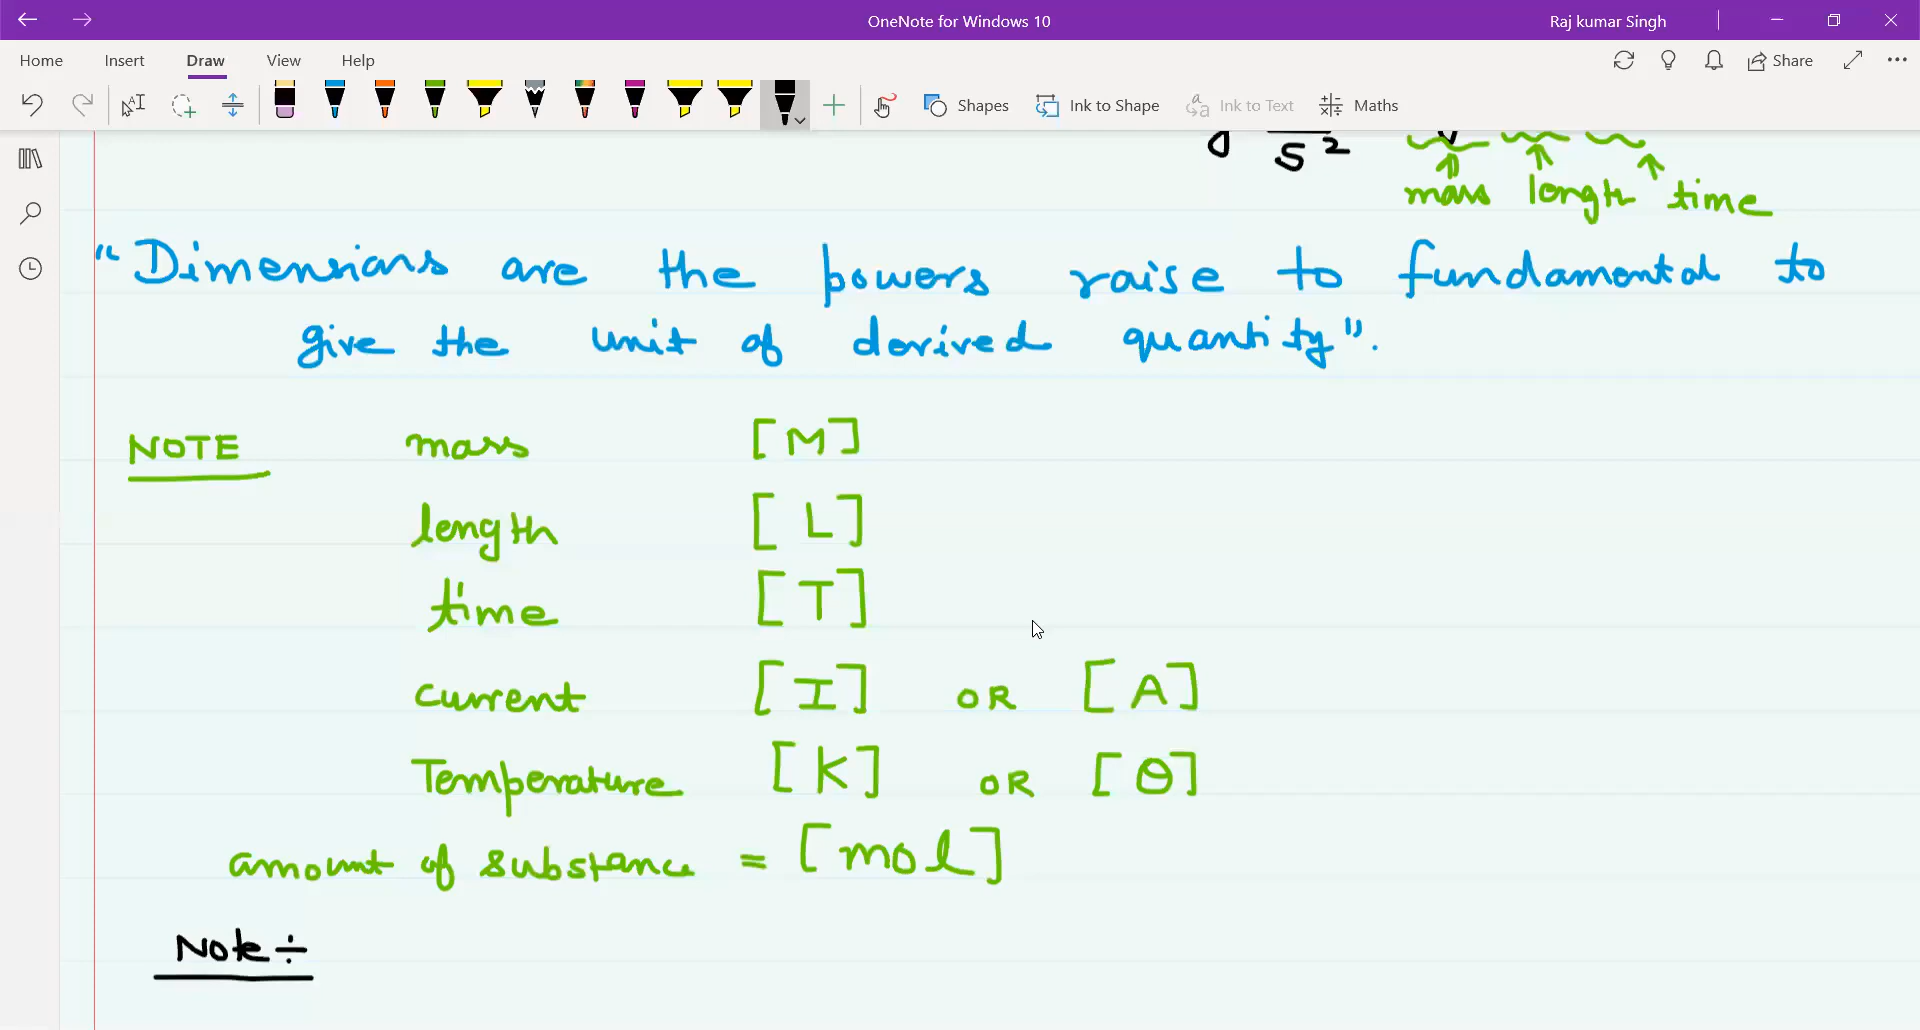 OneNote for Windows 10
Raj kumar Singh
Home Insert Draw View Help
Share
Shapes Ink to Shape Ink to Text Maths
g s²
mass length time
"Dimensians are the powers raise to fundamental to
give the unit of derived quantity".
NOTE mass [M]
length [L]
time [T]
Current [I] OR [A]
Temperature [K] OR [Θ]
amount of substance = [mol]
Note ÷